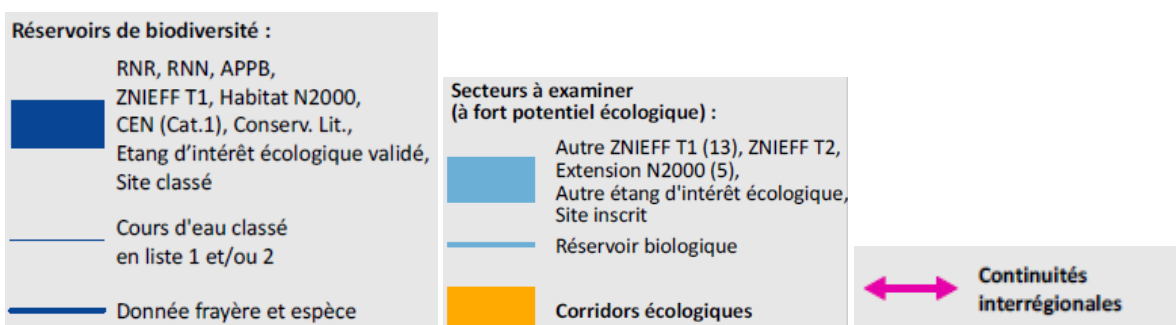 Réservoirs de biodiversité :
RNR, RNN, APPB,
ZNIEFF T1, Habitat N2000,
CEN (Cat.1), Conserv. Lit.,
Etang d’intérêt écologique validé,
Site classé
Cours d'eau classé
en liste 1 et/ou 2
Donnée frayère et espèce
Secteurs à examiner
(à fort potentiel écologique) :
Autre ZNIEFF T1 (13), ZNIEFF T2,
Extension N2000 (5),
Autre étang d'intérêt écologique,
Site inscrit
Réservoir biologique
Corridors écologiques
Continuités
interrégionales